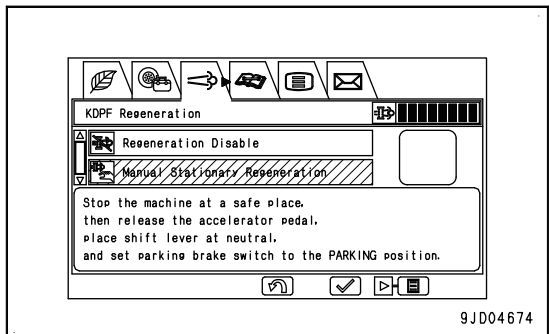 KDPF Regeneration
Regeneration Disable
Manual Stationary Regeneration
Stop the machine at a safe place,
then release the accelerator pedal,
place shift lever at neutral,
and set parking brake switch to the PARKING position.
9JD04674